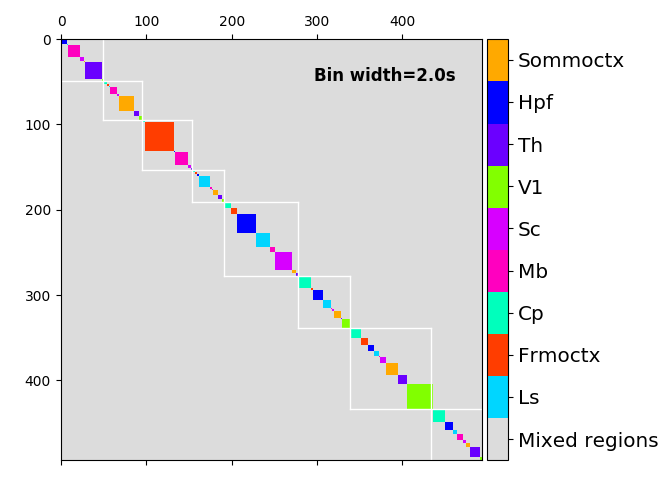 0 100 200 300 400
0
100
200
300
400
Bin width=2.0s
Sommoctx
Hpf
Th
V1
Sc
Mb
Cp
Frmoctx
Ls
Mixed regions